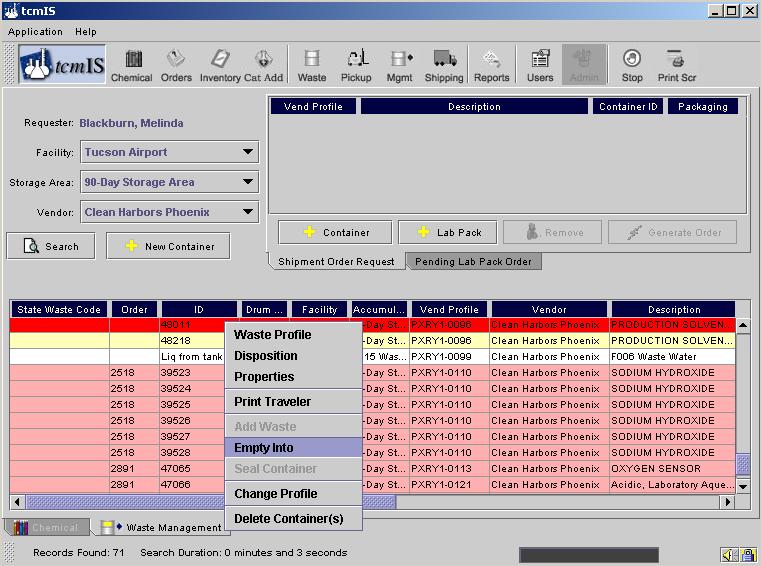 tcmIS
Application Help
tcmIS Chemical Orders Inventory Cat Add Waste Pickup Mgmt Shipping Reports Users Admin Stop Print Scr
Requester: Blackburn, Melinda
Facility: Tucson Airport
Storage Area: 90-Day Storage Area
Vendor: Clean Harbors Phoenix
Search New Container
Vend Profile Description Container ID Packaging
Container Lab Pack Remove Generate Order
Shipment Order Request Pending Lab Pack Order
State Waste Code Order ID Drum ... Facility Accumul... Vend Profile Vendor Description
48011 -Day St... PXRY1-0096 Clean Harbors Phoenix PRODUCTION SOLVEN...
48218 -Day St... PXRY1-0096 Clean Harbors Phoenix PRODUCTION SOLVEN...
Liq from tank 15 Was... PXRY1-0099 Clean Harbors Phoenix F006 Waste Water
2518 39523 -Day St... PXRY1-0110 Clean Harbors Phoenix SODIUM HYDROXIDE
2518 39524 -Day St... PXRY1-0110 Clean Harbors Phoenix SODIUM HYDROXIDE
2518 39525 -Day St... PXRY1-0110 Clean Harbors Phoenix SODIUM HYDROXIDE
2518 39526 -Day St... PXRY1-0110 Clean Harbors Phoenix SODIUM HYDROXIDE
2518 39527 -Day St... PXRY1-0110 Clean Harbors Phoenix SODIUM HYDROXIDE
2518 39528 -Day St... PXRY1-0110 Clean Harbors Phoenix SODIUM HYDROXIDE
2891 47065 -Day St... PXRY1-0113 Clean Harbors Phoenix OXYGEN SENSOR
2891 47066 -Day St... PXRY1-0121 Clean Harbors Phoenix Acidic, Laboratory Aque...
Waste Profile
Disposition
Properties
Print Traveler
Add Waste
Empty Into
Seal Container
Change Profile
Delete Container(s)
Chemical Waste Management
Records Found: 71 Search Duration: 0 minutes and 3 seconds